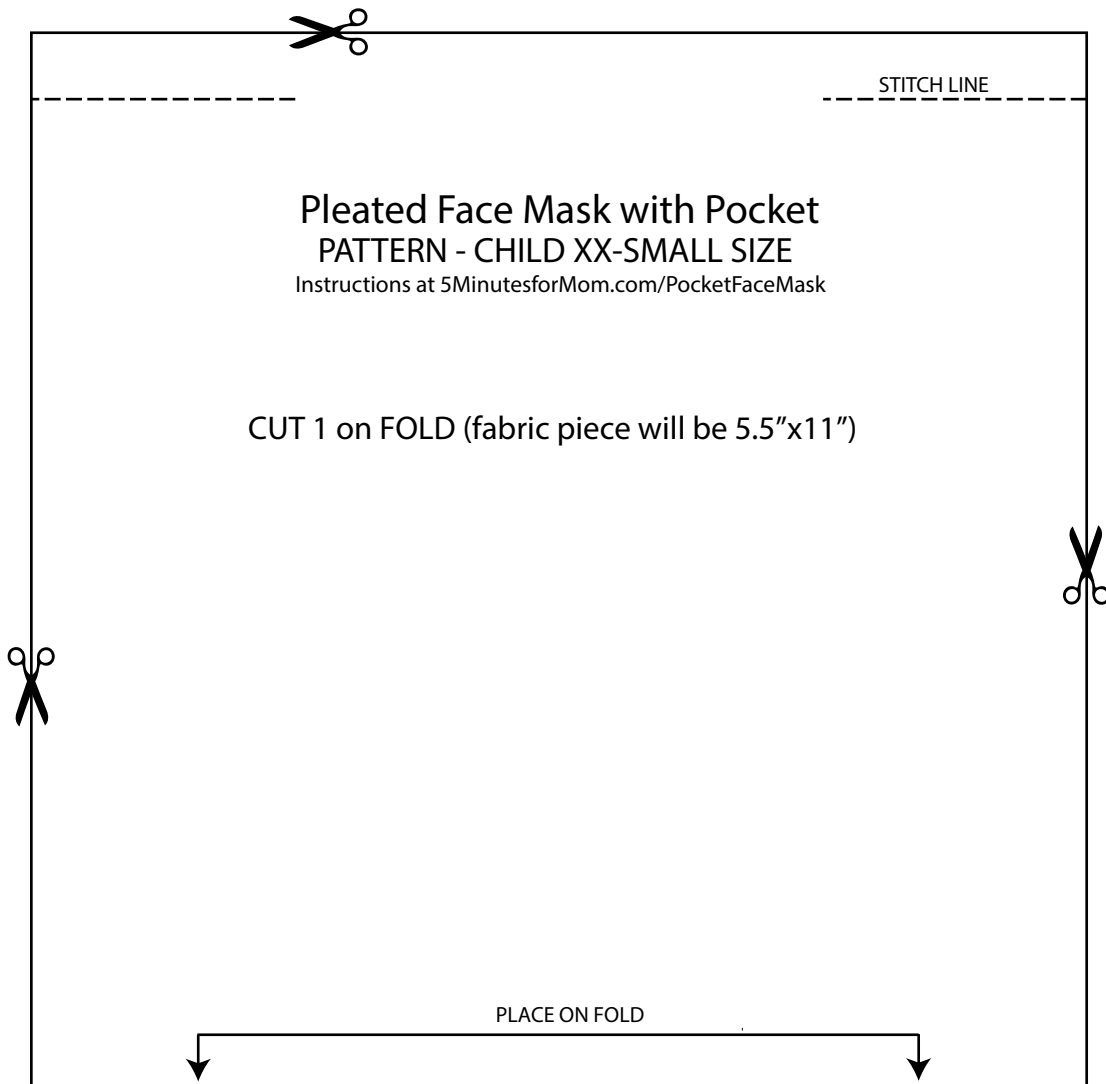 STITCH LINE
Pleated Face Mask with Pocket
PATTERN - CHILD XX-SMALL SIZE
Instructions at 5MinutesforMom.com/PocketFaceMask
CUT 1 on FOLD (fabric piece will be 5.5”x11”)
PLACE ON FOLD